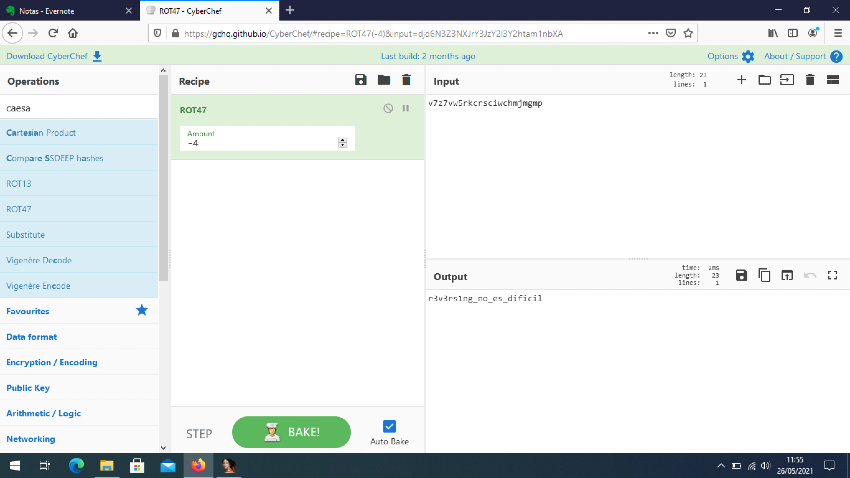 Notas - Evernote
ROT47 - CyberChef
https://gchq.github.io/CyberChef/#recipe=ROT47(-4)&input=djd6N3Z3NXJrY3JzY2l3Y2htam1nbXA
Download CyberChef
Last build: 2 months ago
Options
About / Support
Operations
Recipe
Input
length: 23
lines: 1
caesa
Cartesian Product
Compare SSDEEP hashes
ROT13
ROT47
Substitute
Vigenère Decode
Vigenère Encode
Favourites
Data format
Encryption / Encoding
Public Key
Arithmetic / Logic
Networking
ROT47
Amount
-4
STEP
BAKE!
Auto Bake
v7z7vw5rkcrsciwchmjmgmp
Output
time: 2ms
length: 23
lines: 1
r3v3rs1ng_no_es_dificil
11:55
26/05/2021